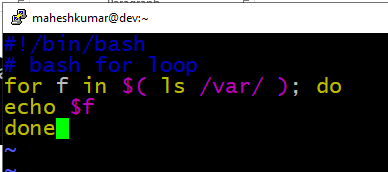 maheshkumar@dev:~
#!/bin/bash
# bash for loop
for f in $( ls /var/ ); do
echo $f
done
~
~